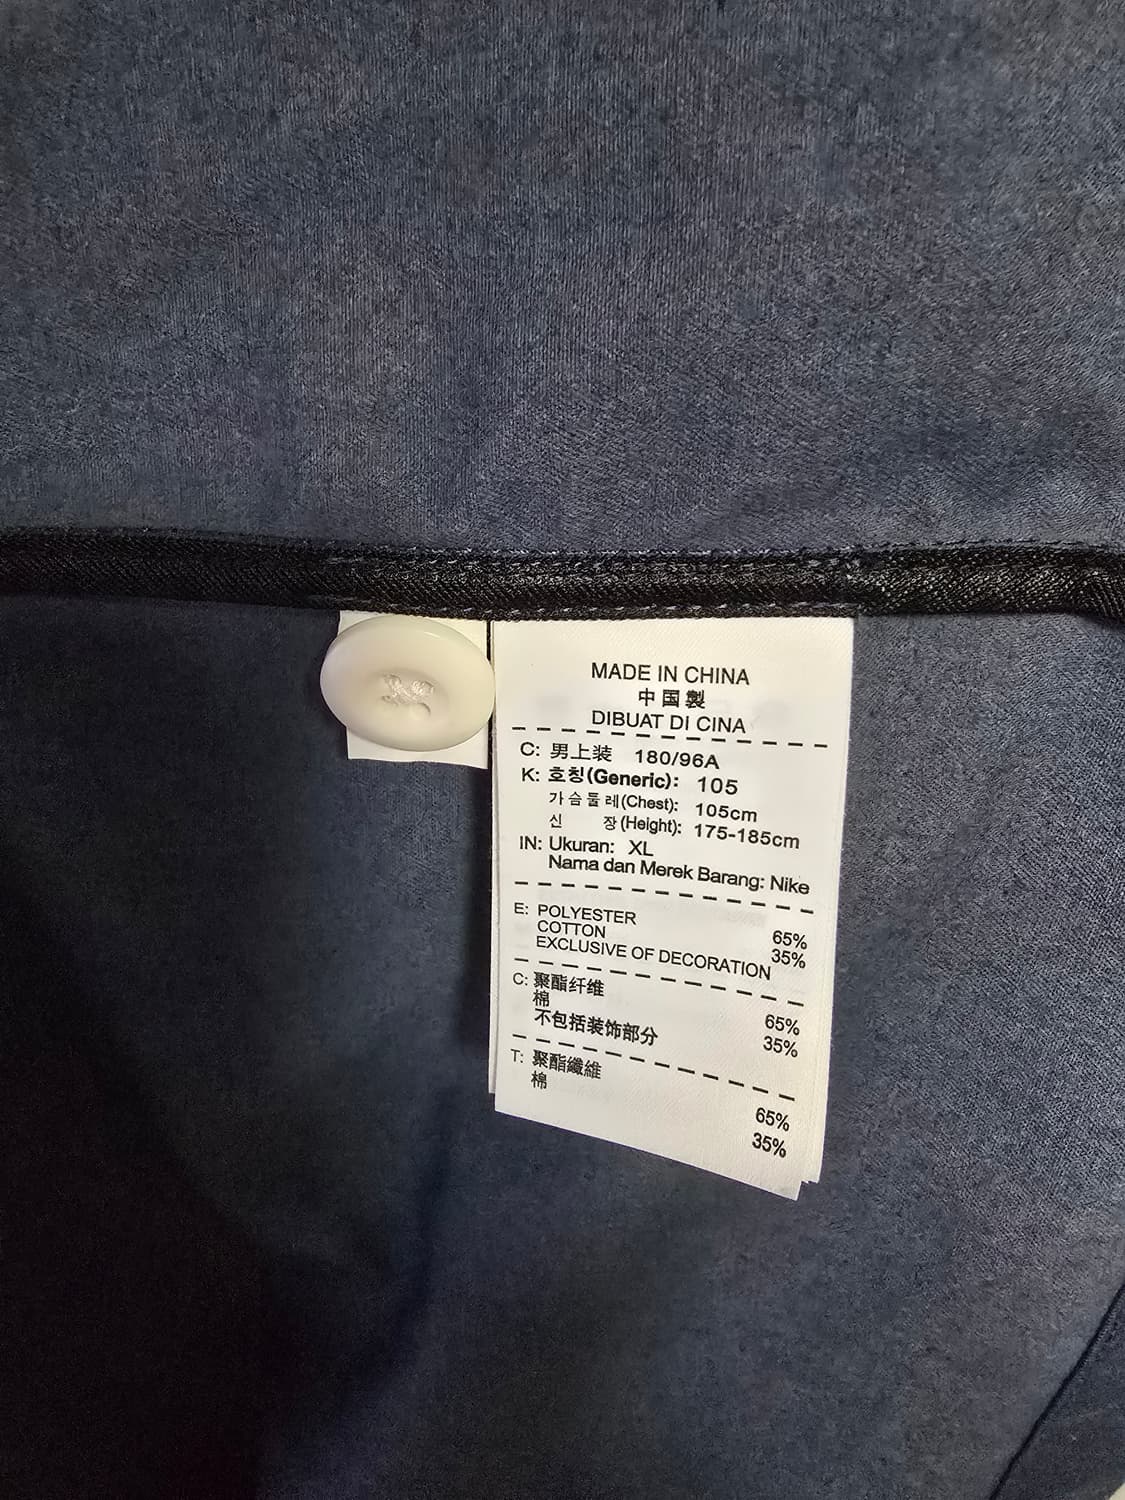 MADE IN CHINA
中国製
DIBUAT DI CINA
C: 男上装 180/96A
K: 호칭(Generic): 105
가슴둘레(Chest): 105cm
신 장(Height): 175-185cm
IN: Ukuran: XL
Nama dan Merek Barang: Nike
E: POLYESTER 65%
COTTON 35%
EXCLUSIVE OF DECORATION
C: 聚酯纤维 65%
棉 35%
不包括装饰部分
T: 聚酯纖維 65%
棉 35%